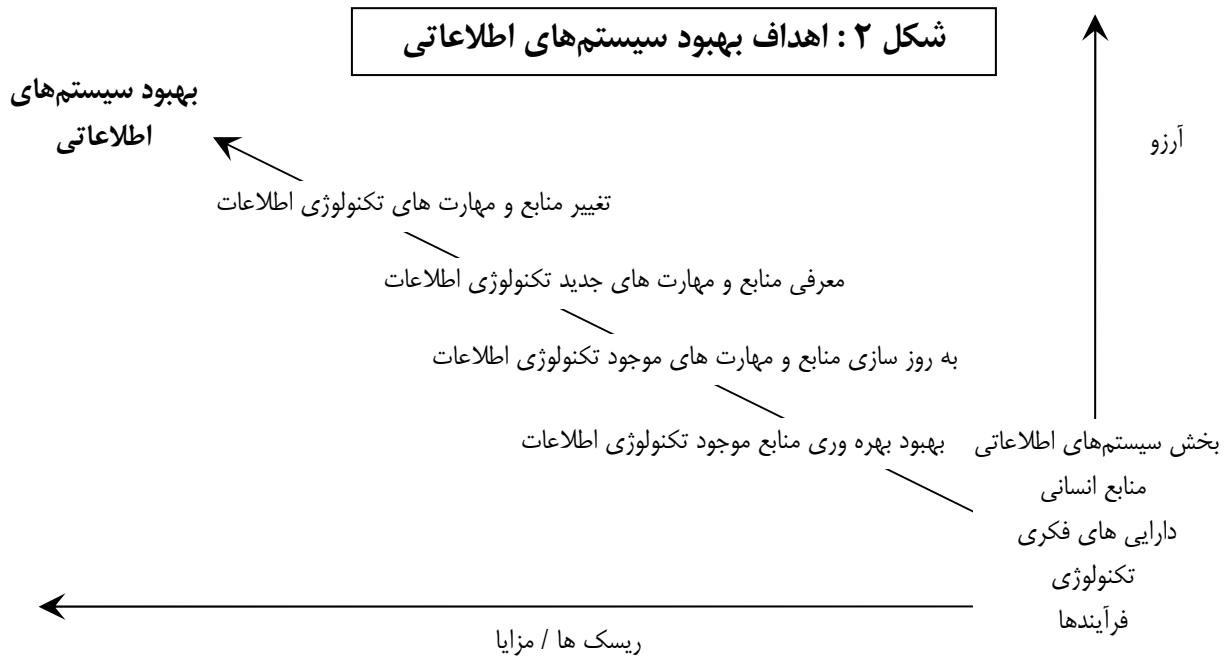 شکل ۲ : اهداف بهبود سیستم‌های اطلاعاتی
بهبود سیستم‌های
اطلاعاتی
آرزو
تغییر منابع و مهارت های تکنولوژی اطلاعات
معرفی منابع و مهارت های جدید تکنولوژی اطلاعات
به روز سازی منابع و مهارت های موجود تکنولوژی اطلاعات
بهبود بهره وری منابع موجود تکنولوژی اطلاعات
بخش سیستم‌های اطلاعاتی
منابع انسانی
دارایی های فکری
تکنولوژی
فرآیندها
ریسک ها / مزایا